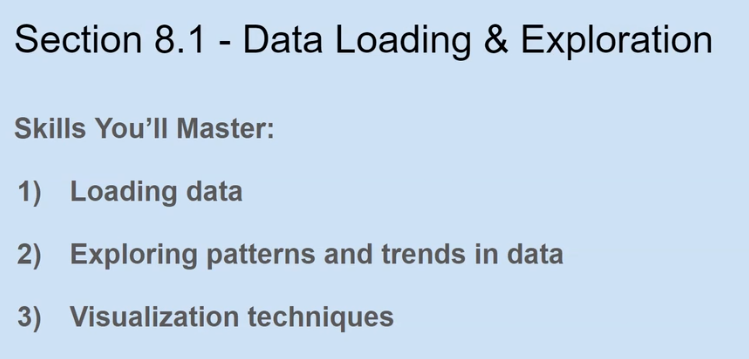 Section 8.1 - Data Loading & Exploration
Skills You’ll Master:
1) Loading data
2) Exploring patterns and trends in data
3) Visualization techniques